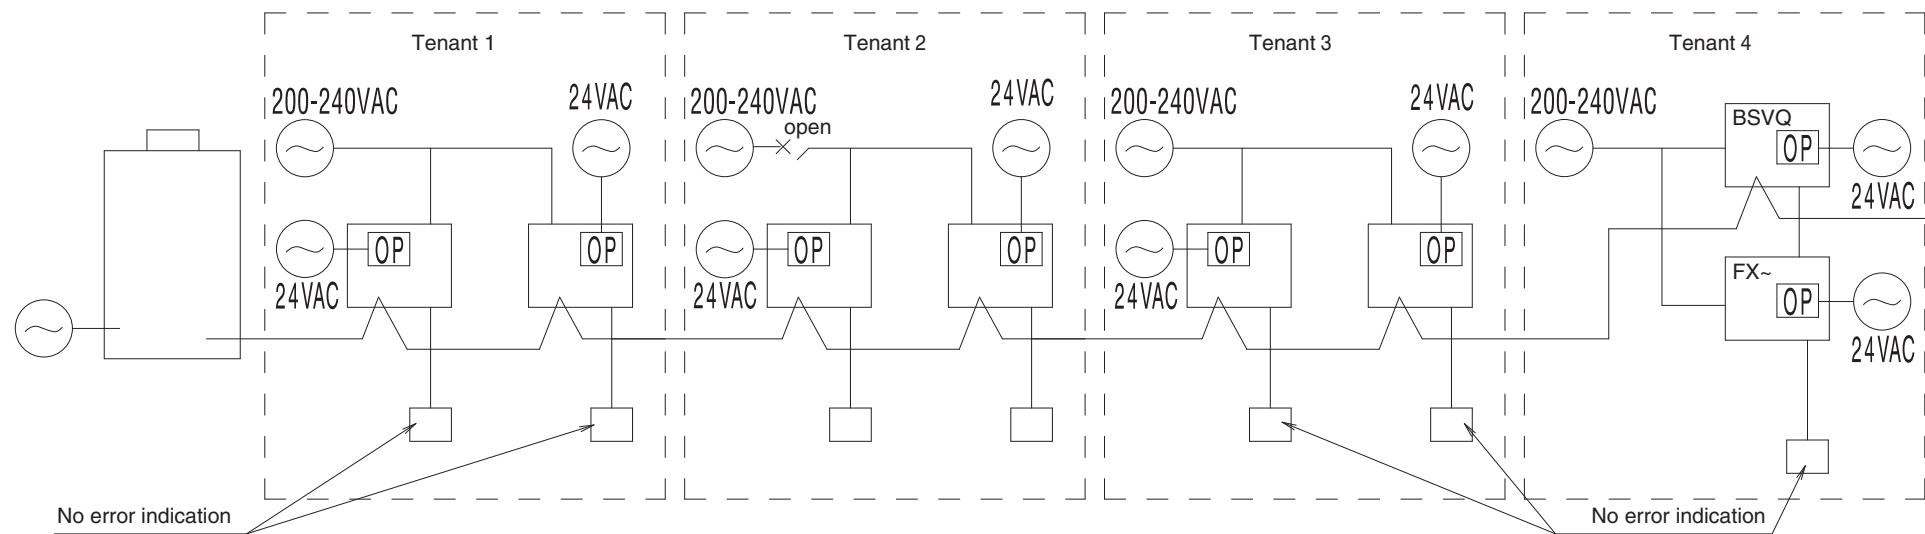 Tenant 1
Tenant 2
Tenant 3
Tenant 4
200-240VAC
24VAC
200-240VAC
open
24VAC
200-240VAC
24VAC
200-240VAC
BSVQ
OP
24VAC
OP
24VAC
OP
OP
24VAC
OP
OP
24VAC
OP
FX~
OP
24VAC
No error indication
No error indication